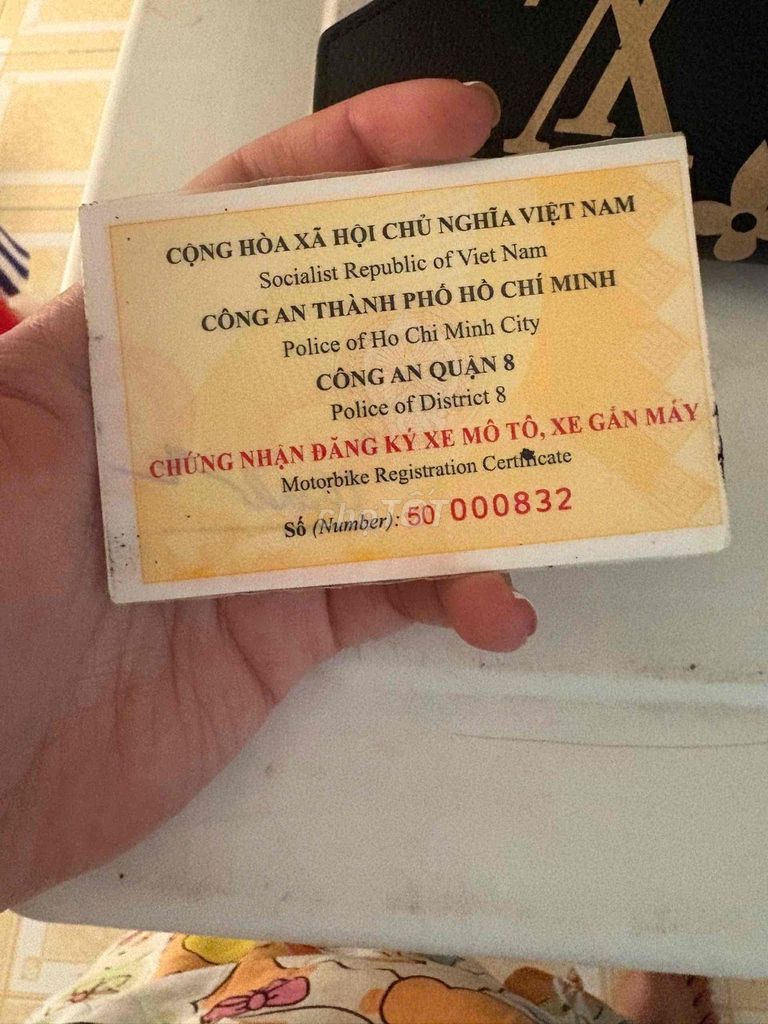 CỘNG HÒA XÃ HỘI CHỦ NGHĨA VIỆT NAM
Socialist Republic of Viet Nam
CÔNG AN THÀNH PHỐ HỒ CHÍ MINH
Police of Ho Chi Minh City
CÔNG AN QUẬN 8
Police of District 8
CHỨNG NHẬN ĐĂNG KÝ XE MÔ TÔ, XE GẮN MÁY
Motorbike Registration Certificate
Số (Number): 50 000832
chợTỐT